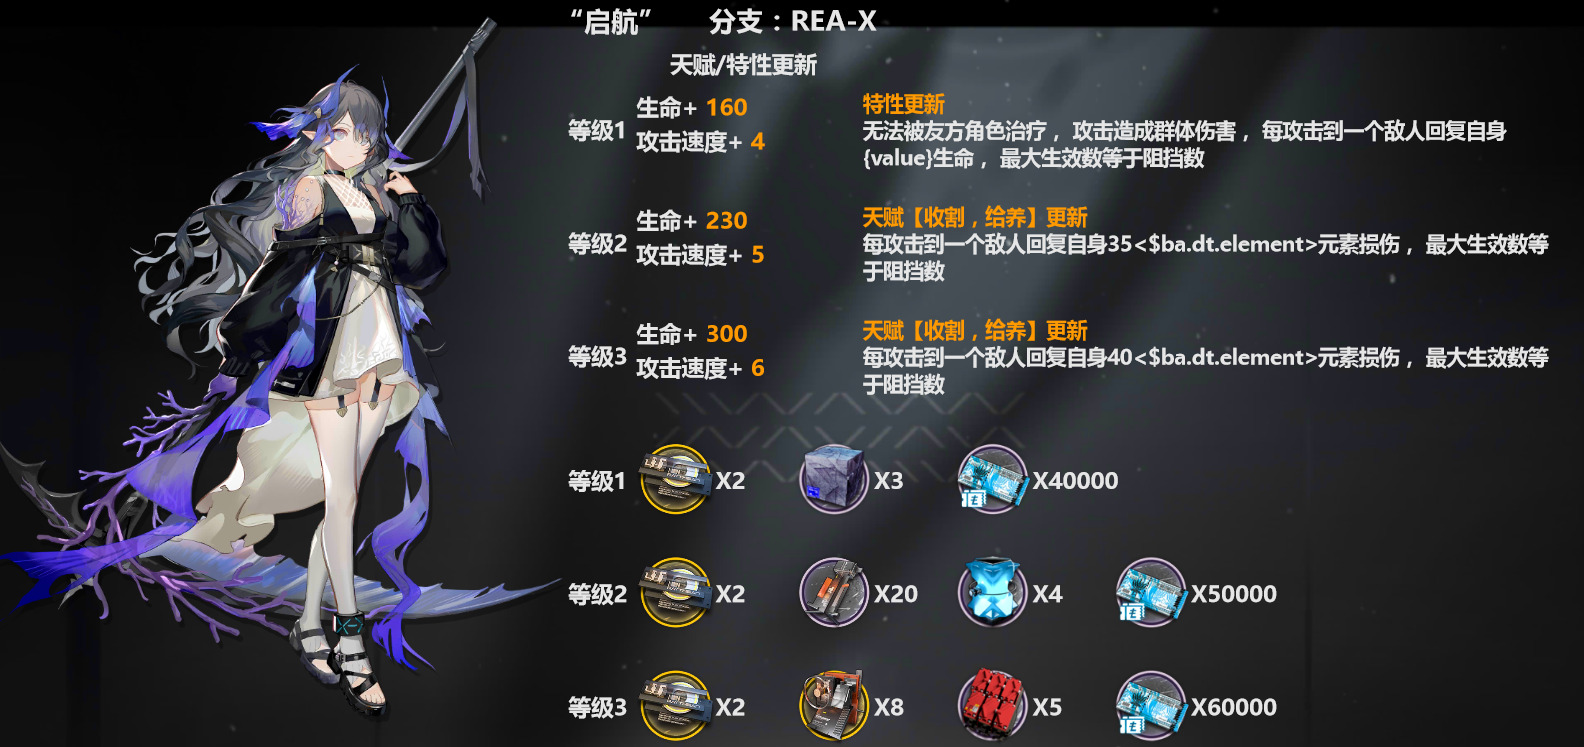 “启航” 分支：REA-X
天赋/特性更新
等级1
生命+ 160
攻击速度+ 4
特性更新
无法被友方角色治疗，攻击造成群体伤害，每攻击到一个敌人回复自身
{value}生命，最大生效数等于阻挡数
等级2
生命+ 230
攻击速度+ 5
天赋【收割，给养】更新
每攻击到一个敌人回复自身35<$ba.dt.element>元素损伤，最大生效数等
于阻挡数
等级3
生命+ 300
攻击速度+ 6
天赋【收割，给养】更新
每攻击到一个敌人回复自身40<$ba.dt.element>元素损伤，最大生效数等
于阻挡数
等级1 X2 X3 X40000
等级2 X2 X20 X4 X50000
等级3 X2 X8 X5 X60000